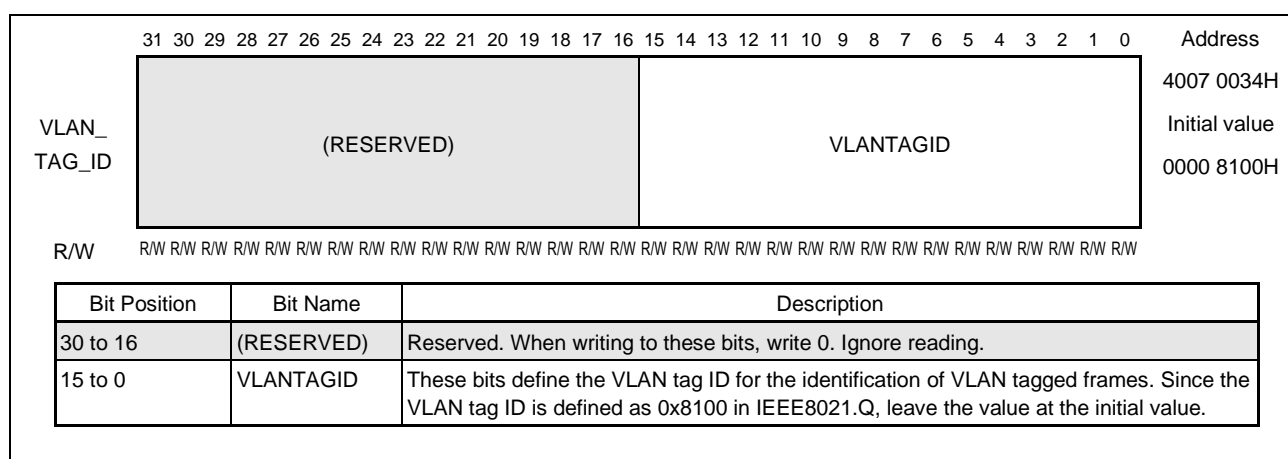 31 30 29 28 27 26 25 24 23 22 21 20 19 18 17 16 15 14 13 12 11 10 9 8 7 6 5 4 3 2 1 0 Address
4007 0034H
VLAN_
TAG_ID
(RESERVED) VLANTAGID
Initial value
0000 8100H
R/W R/W R/W R/W R/W R/W R/W R/W R/W R/W R/W R/W R/W R/W R/W R/W R/W R/W R/W R/W R/W R/W R/W R/W R/W R/W R/W R/W R/W R/W R/W R/W R/W
Bit Position Bit Name Description
30 to 16 (RESERVED) Reserved. When writing to these bits, write 0. Ignore reading.
15 to 0 VLANTAGID These bits define the VLAN tag ID for the identification of VLAN tagged frames. Since the
VLAN tag ID is defined as 0x8100 in IEEE8021.Q, leave the value at the initial value.